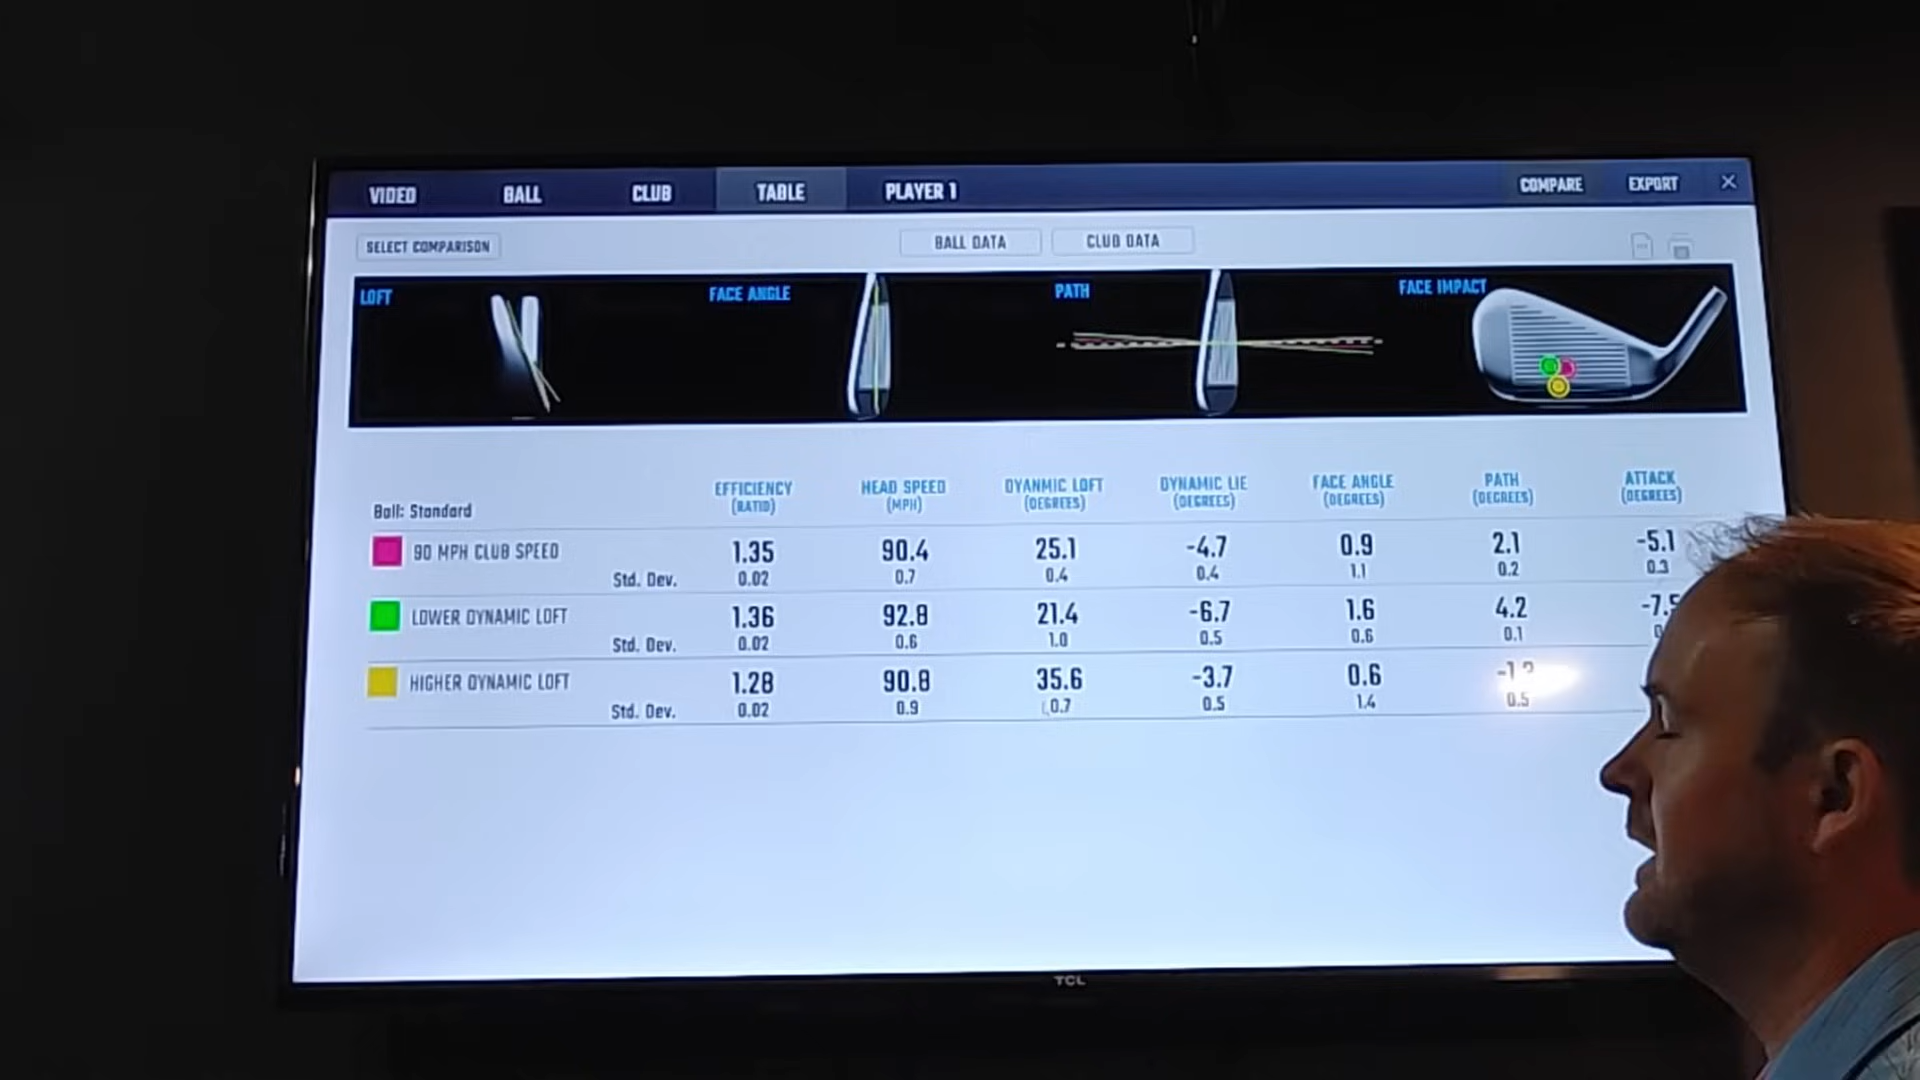 VIDEO BALL CLUB TABLE PLAYER 1 COMPARE EXPORT X
SELECT COMPARISON BALL DATA CLUB DATA
LOFT FACE ANGLE PATH FACE IMPACT
EFFICIENCY HEAD SPEED DYANMIC LOFT DYNAMIC LIE FACE ANGLE PATH ATTACK
(RATIO) (MPH) (DEGREES) (DEGREES) (DEGREES) (DEGREES) (DEGREES)
Ball: Standard
90 MPH CLUB SPEED 1.35 90.4 25.1 -4.7 0.9 2.1 -5.1
Std. Dev. 0.02 0.7 0.4 0.4 1.1 0.2 0.3
LOWER DYNAMIC LOFT 1.36 92.8 21.4 -6.7 1.6 4.2
Std. Dev. 0.02 0.6 1.0 0.5 0.6 0.1
HIGHER DYNAMIC LOFT 1.28 90.8 35.6 -3.7 0.6
Std. Dev. 0.02 0.9 0.7 0.5 1.4 0.5
TCL